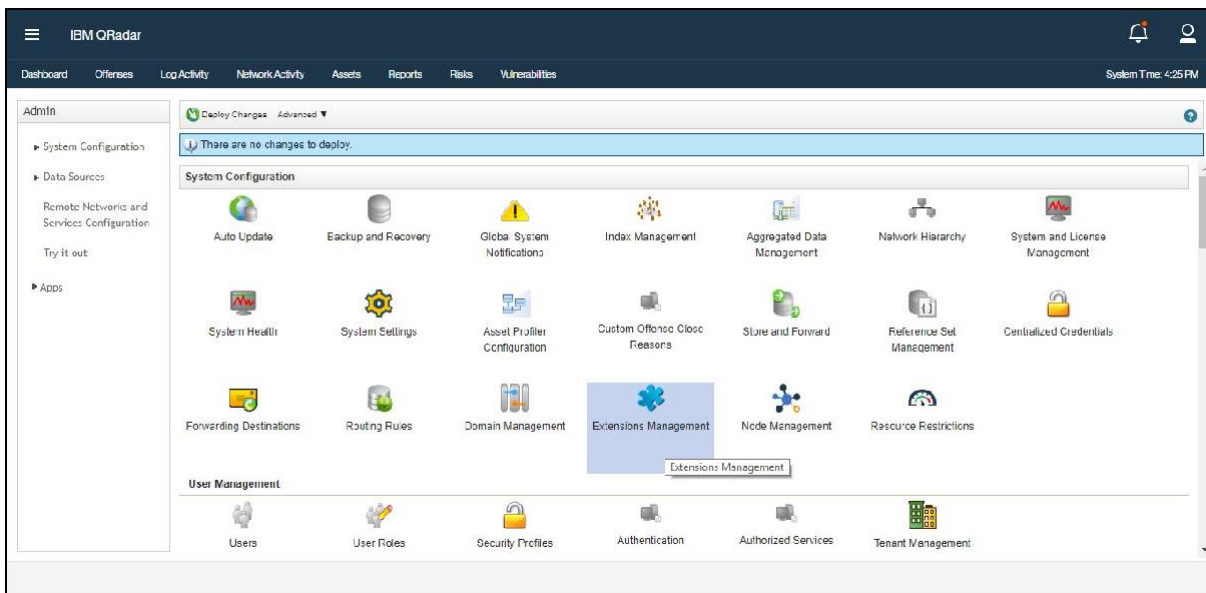 IBM QRadar
Dashboard Offenses Log Activity Network Activity Assets Reports Risks Vulnerabilities System Time: 4:25 PM
Admin
Deploy Changes Advanced ▼
There are no changes to deploy.
System Configuration
Data Sources
Remote Networks and
Services Configuration
Try it out
Apps
System Configuration
Auto Update Backup and Recovery Global System Index Management Aggregated Data Network Hierarchy System and License
Notifications Management Management
System Health System Settings Asset Profiler Custom Offense Close Store and Forward Reference Set Centralized Credentials
Configuration Reasons Management
Forwarding Destinations Routing Rules Domain Management Extensions Management Node Management Resource Restrictions
Extensions Management
User Management
Users User Roles Security Profiles Authentication Authorized Services Tenant Management